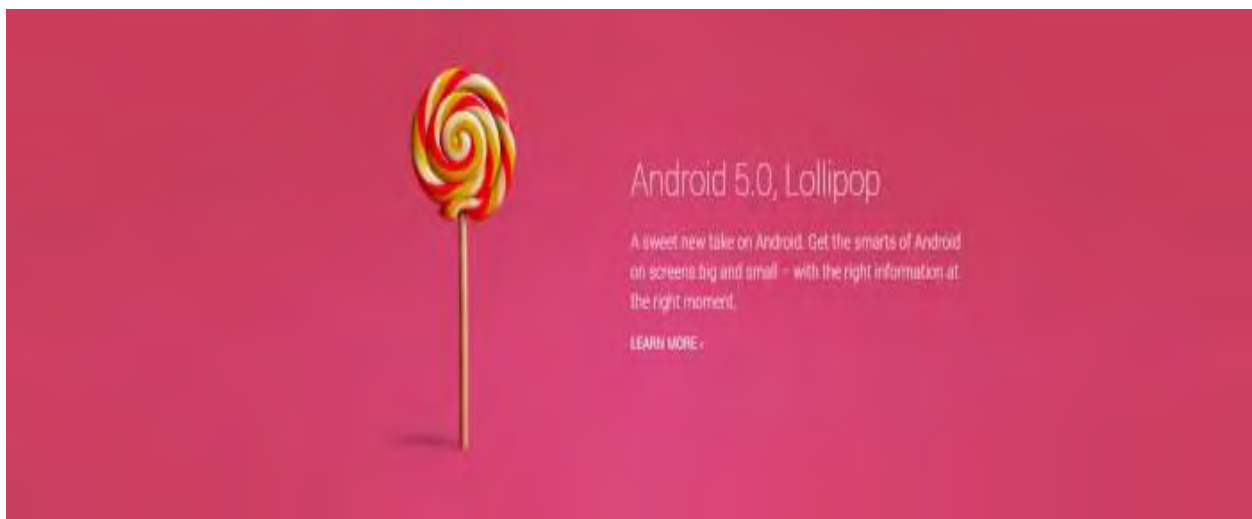 Android 5.0, Lollipop
A sweet new take on Android. Get the smarts of Android
on screens big and small – with the right information at
the right moment.
LEARN MORE ›